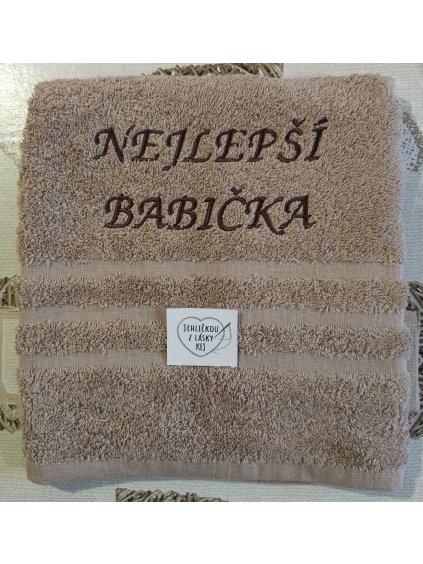 NEJLEPŠÍ
BABIČKA
JEHLIČKOU
Z LÁSKY
KEJ